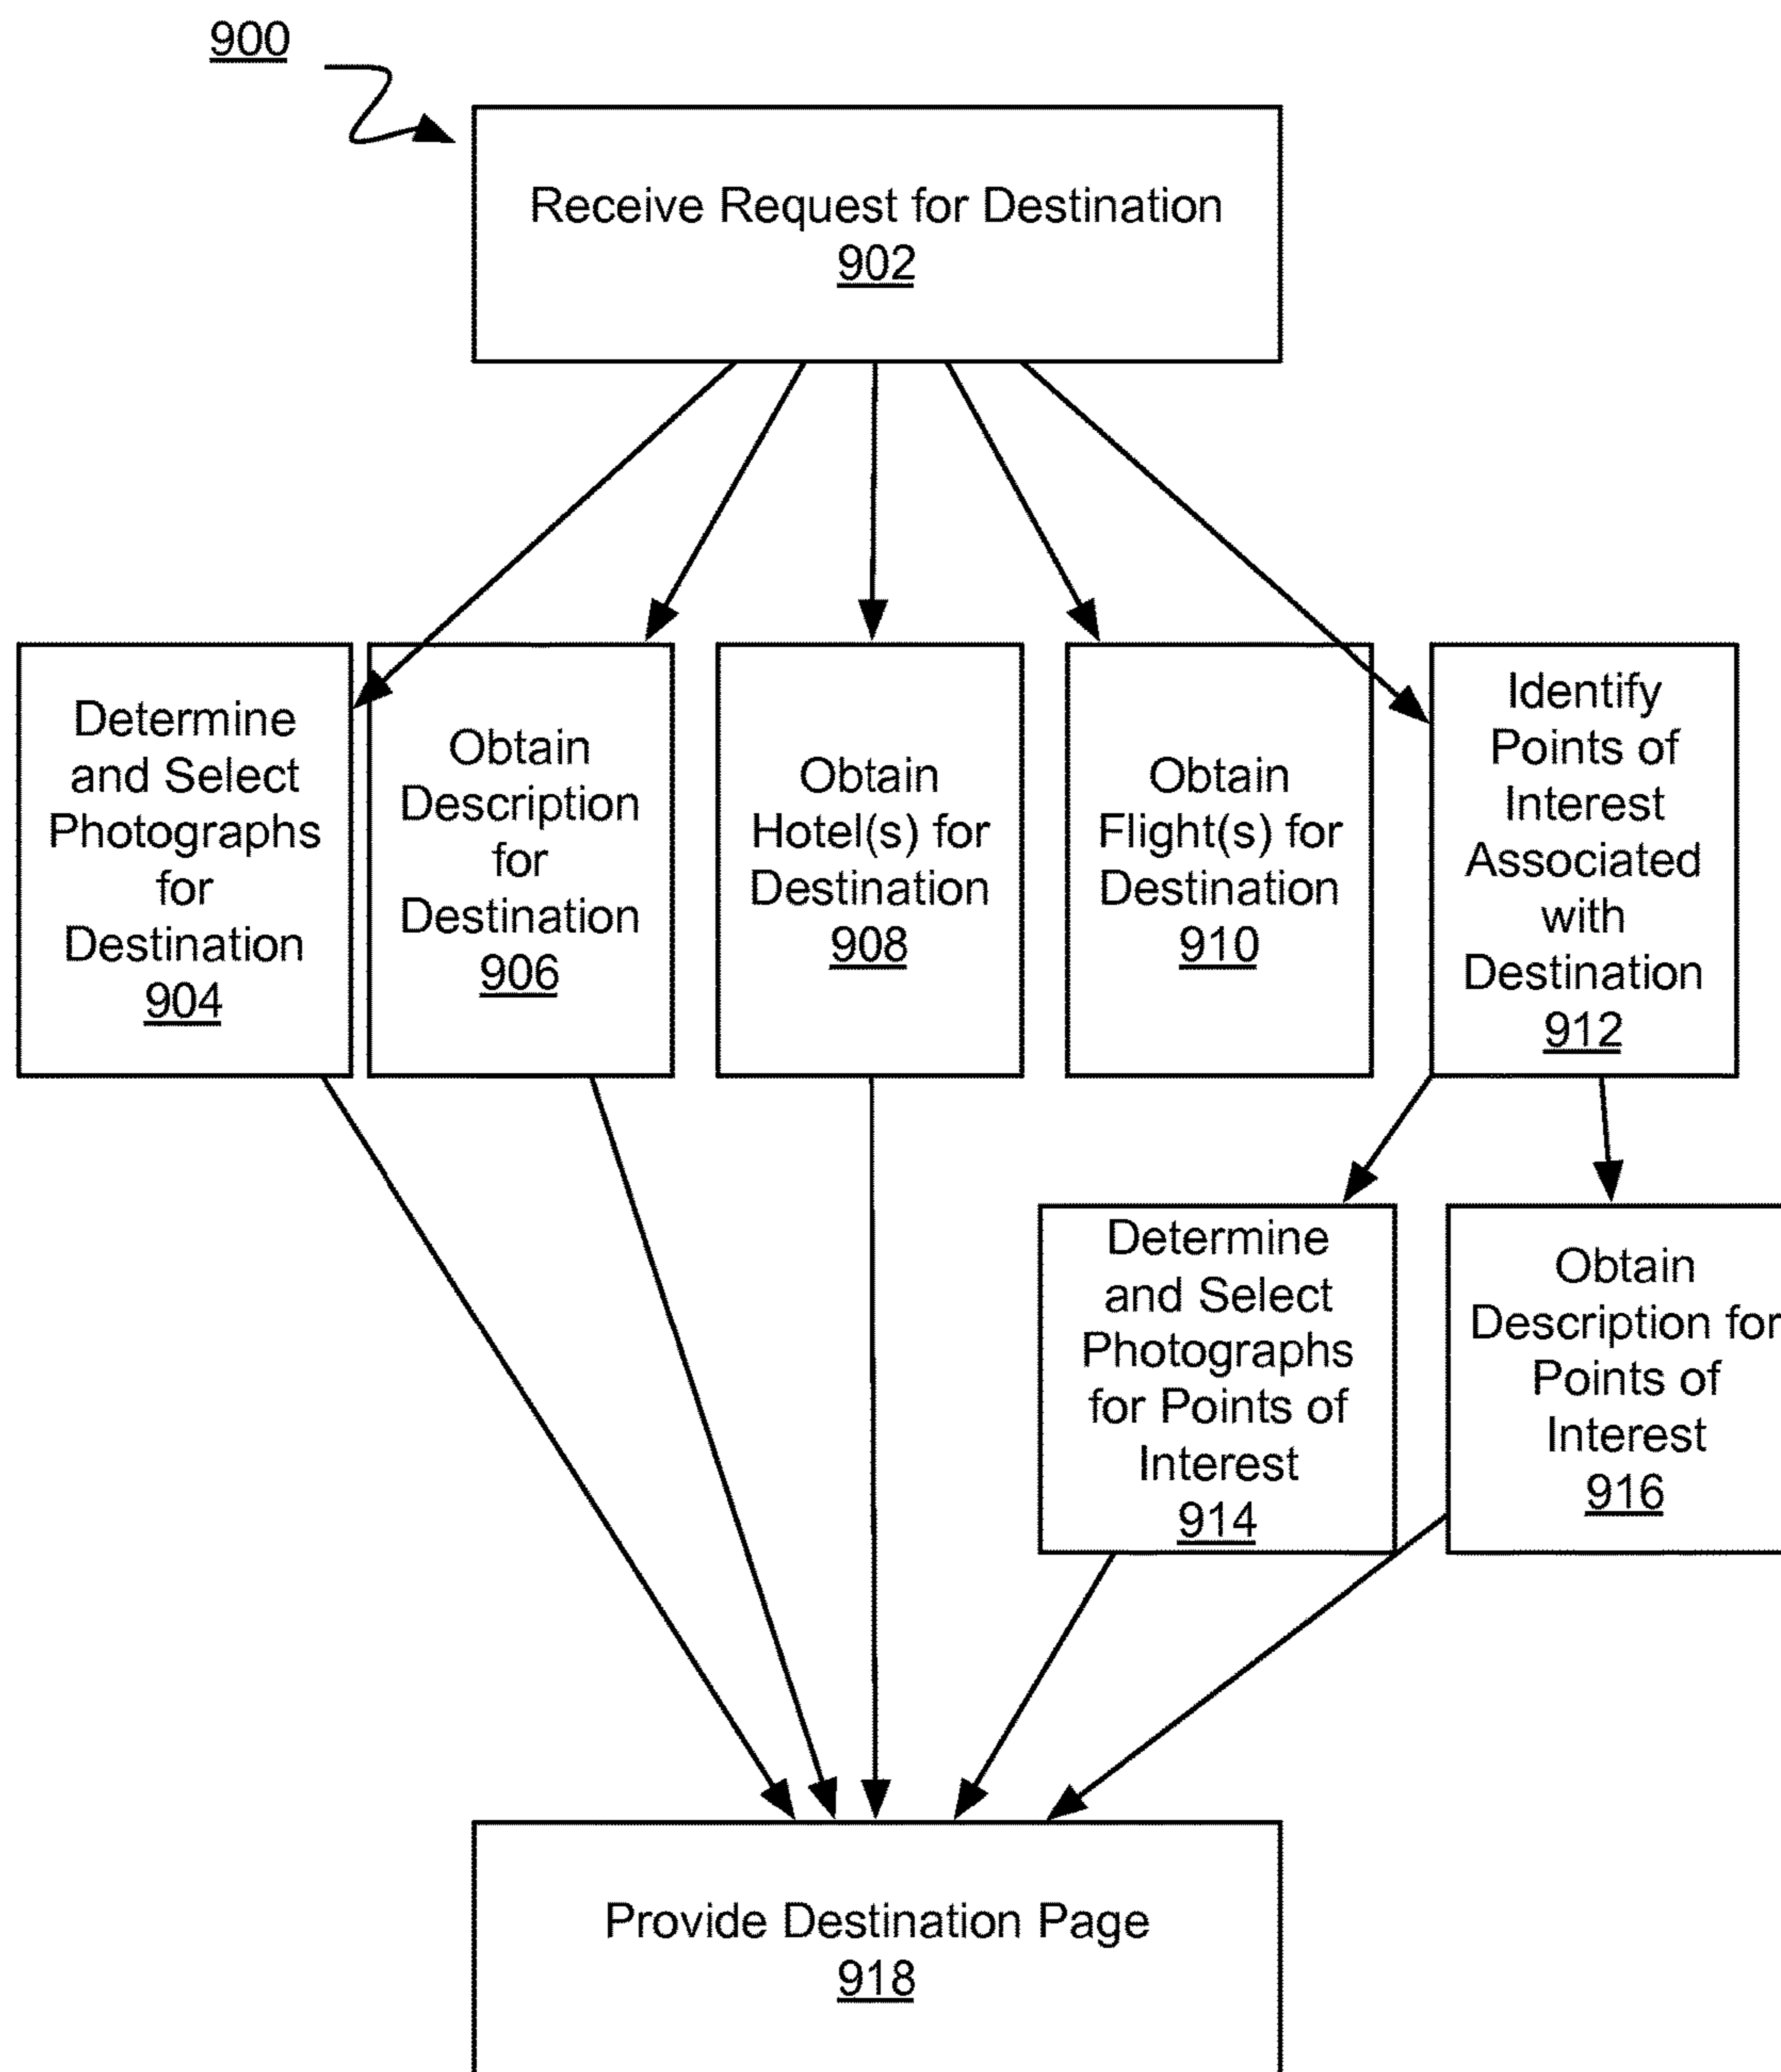 900
Receive Request for Destination
902
Determine
and Select
Photographs
for
Destination
904
Obtain
Description
for
Destination
906
Obtain
Hotel(s) for
Destination
908
Obtain
Flight(s) for
Destination
910
Identify
Points of
Interest
Associated
with
Destination
912
Determine
and Select
Photographs
for Points of
Interest
914
Obtain
Description for
Points of
Interest
916
Provide Destination Page
918